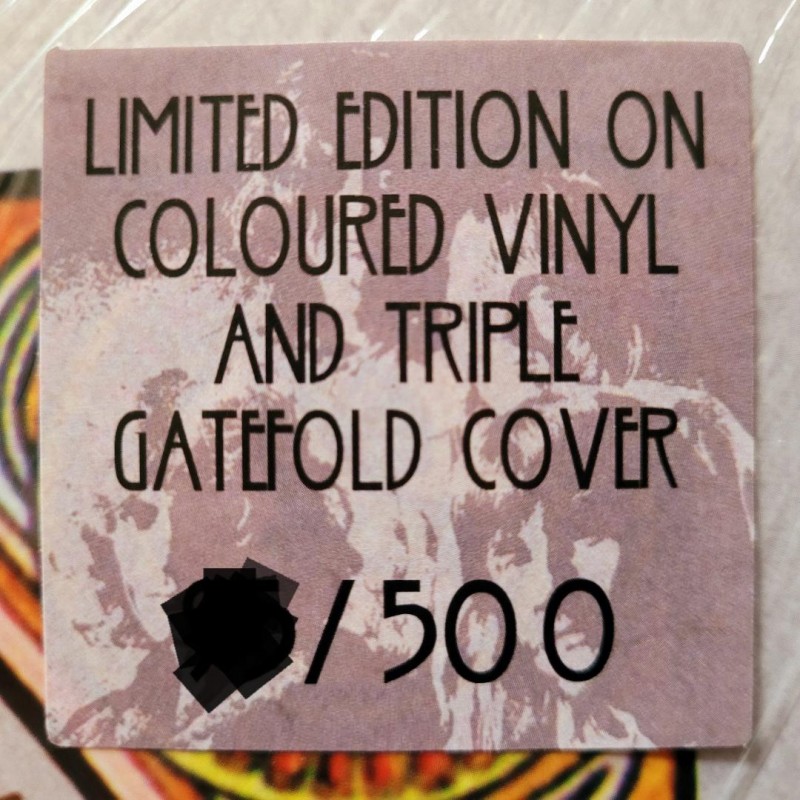 LIMITED EDITION ON
COLOURED VINYL
AND TRIPLE
GATEFOLD COVER
/500